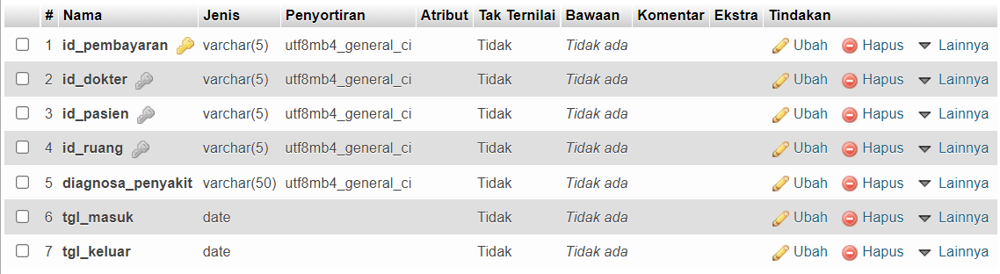 # Nama Jenis Penyortiran Atribut Tak Ternilai Bawaan Komentar Ekstra Tindakan
1 id_pembayaran varchar(5) utf8mb4_general_ci Tidak Tidak ada Ubah Hapus Lainnya
2 id_dokter varchar(5) utf8mb4_general_ci Tidak Tidak ada Ubah Hapus Lainnya
3 id_pasien varchar(5) utf8mb4_general_ci Tidak Tidak ada Ubah Hapus Lainnya
4 id_ruang varchar(5) utf8mb4_general_ci Tidak Tidak ada Ubah Hapus Lainnya
5 diagnosa_penyakit varchar(50) utf8mb4_general_ci Tidak Tidak ada Ubah Hapus Lainnya
6 tgl_masuk date Tidak Tidak ada Ubah Hapus Lainnya
7 tgl_keluar date Tidak Tidak ada Ubah Hapus Lainnya